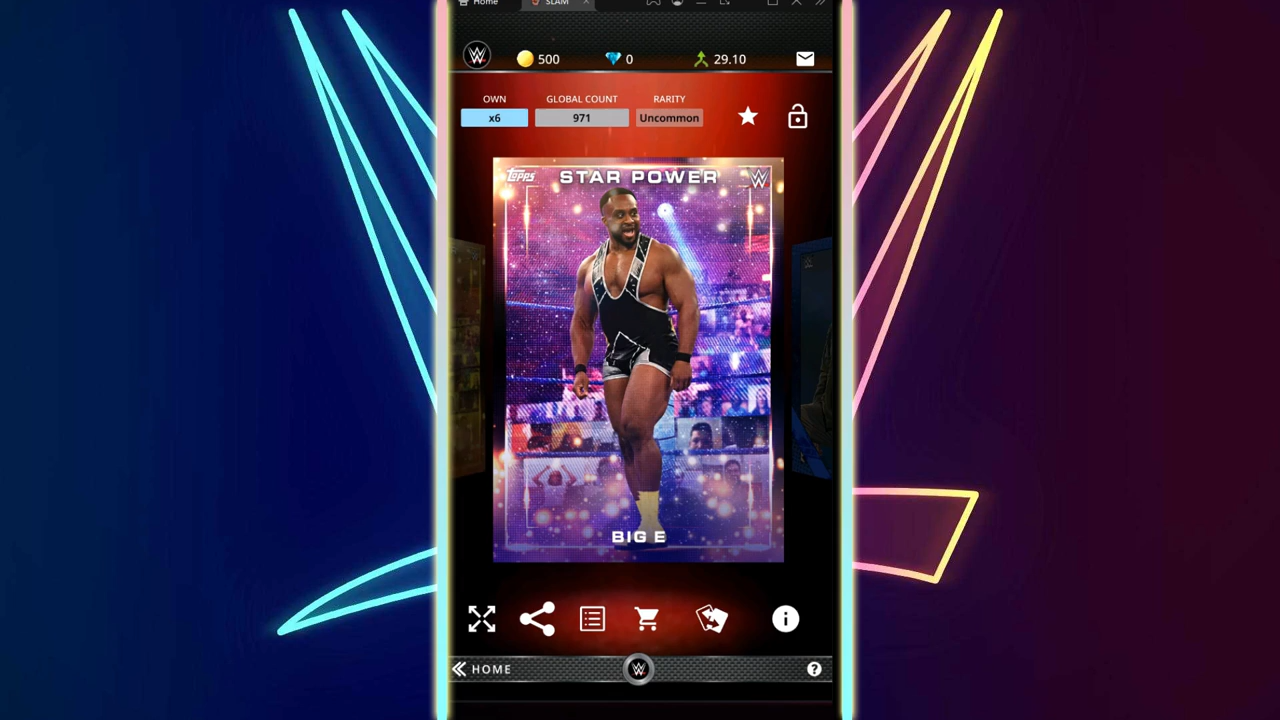 Home SLAM
500 0 29.10
OWN GLOBAL COUNT RARITY
x6 971 Uncommon
Topps STAR POWER W
BIG E
HOME W ?